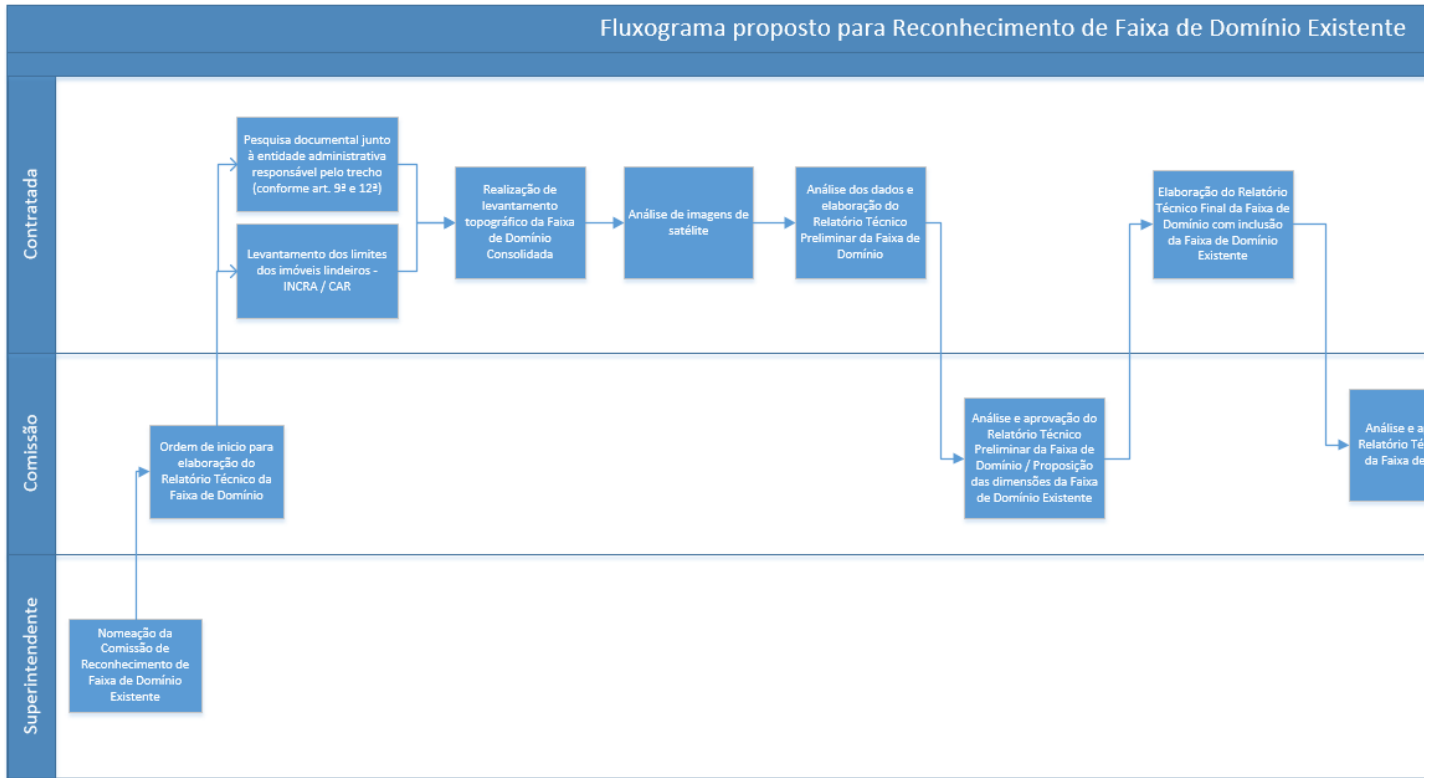 Fluxograma proposto para Reconhecimento de Faixa de Domínio Existente
Contratada
Pesquisa documental junto
à entidade administrativa
responsável pelo trecho
(conforme art. 9ª e 12ª)
Levantamento dos limites
dos imóveis lindeiros -
INCRA / CAR
Realização de
levantamento
topográfico da Faixa
de Domínio
Consolidada
Análise de imagens de
satélite
Análise dos dados e
elaboração do
Relatório Técnico
Preliminar da Faixa de
Domínio
Elaboração do Relatório
Técnico Final da Faixa de
Domínio com inclusão
da Faixa de Domínio
Existente
Comissão
Ordem de inicio para
elaboração do
Relatório Técnico da
Faixa de Domínio
Análise e aprovação do
Relatório Técnico
Preliminar da Faixa de
Domínio / Proposição
das dimensões da Faixa
de Domínio Existente
Análise e a
Relatório Té
da Faixa de
Superintendente
Nomeação da
Comissão de
Reconhecimento de
Faixa de Domínio
Existente